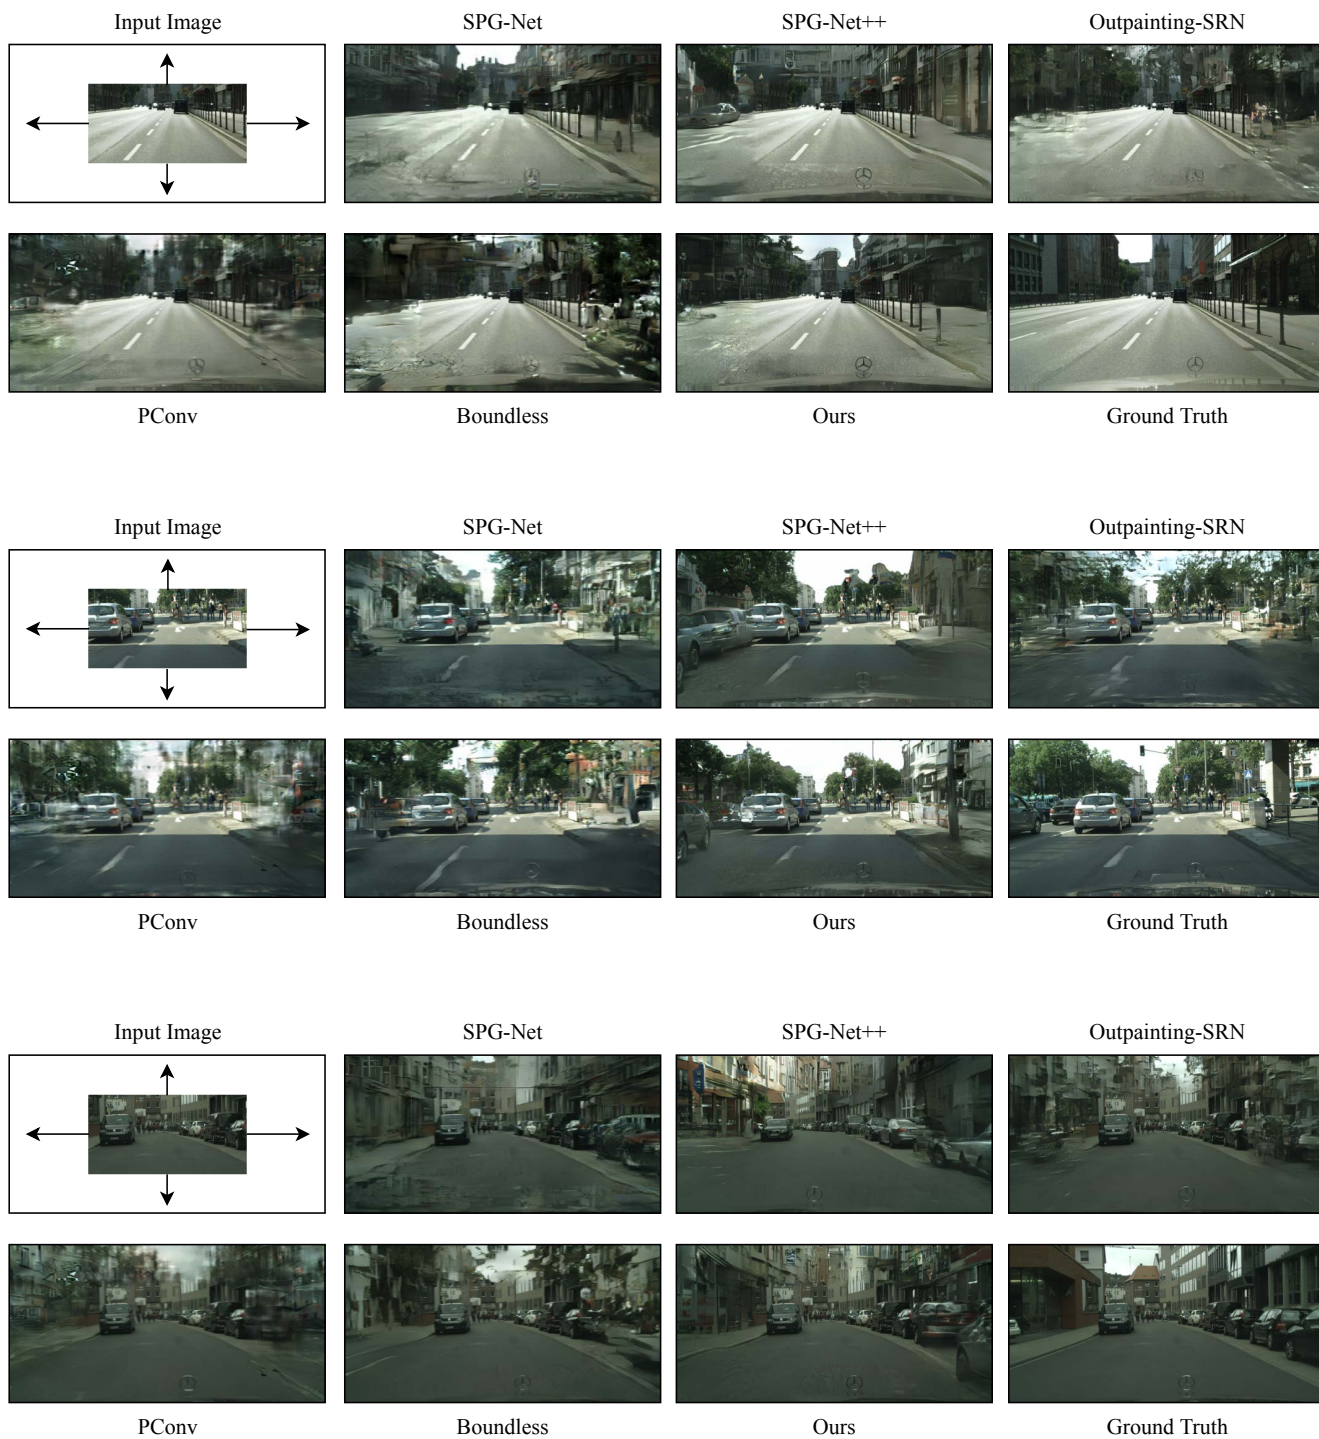 Input Image SPG-Net SPG-Net++ Outpainting-SRN
PConv Boundless Ours Ground Truth
Input Image SPG-Net SPG-Net++ Outpainting-SRN
PConv Boundless Ours Ground Truth
Input Image SPG-Net SPG-Net++ Outpainting-SRN
PConv Boundless Ours Ground Truth